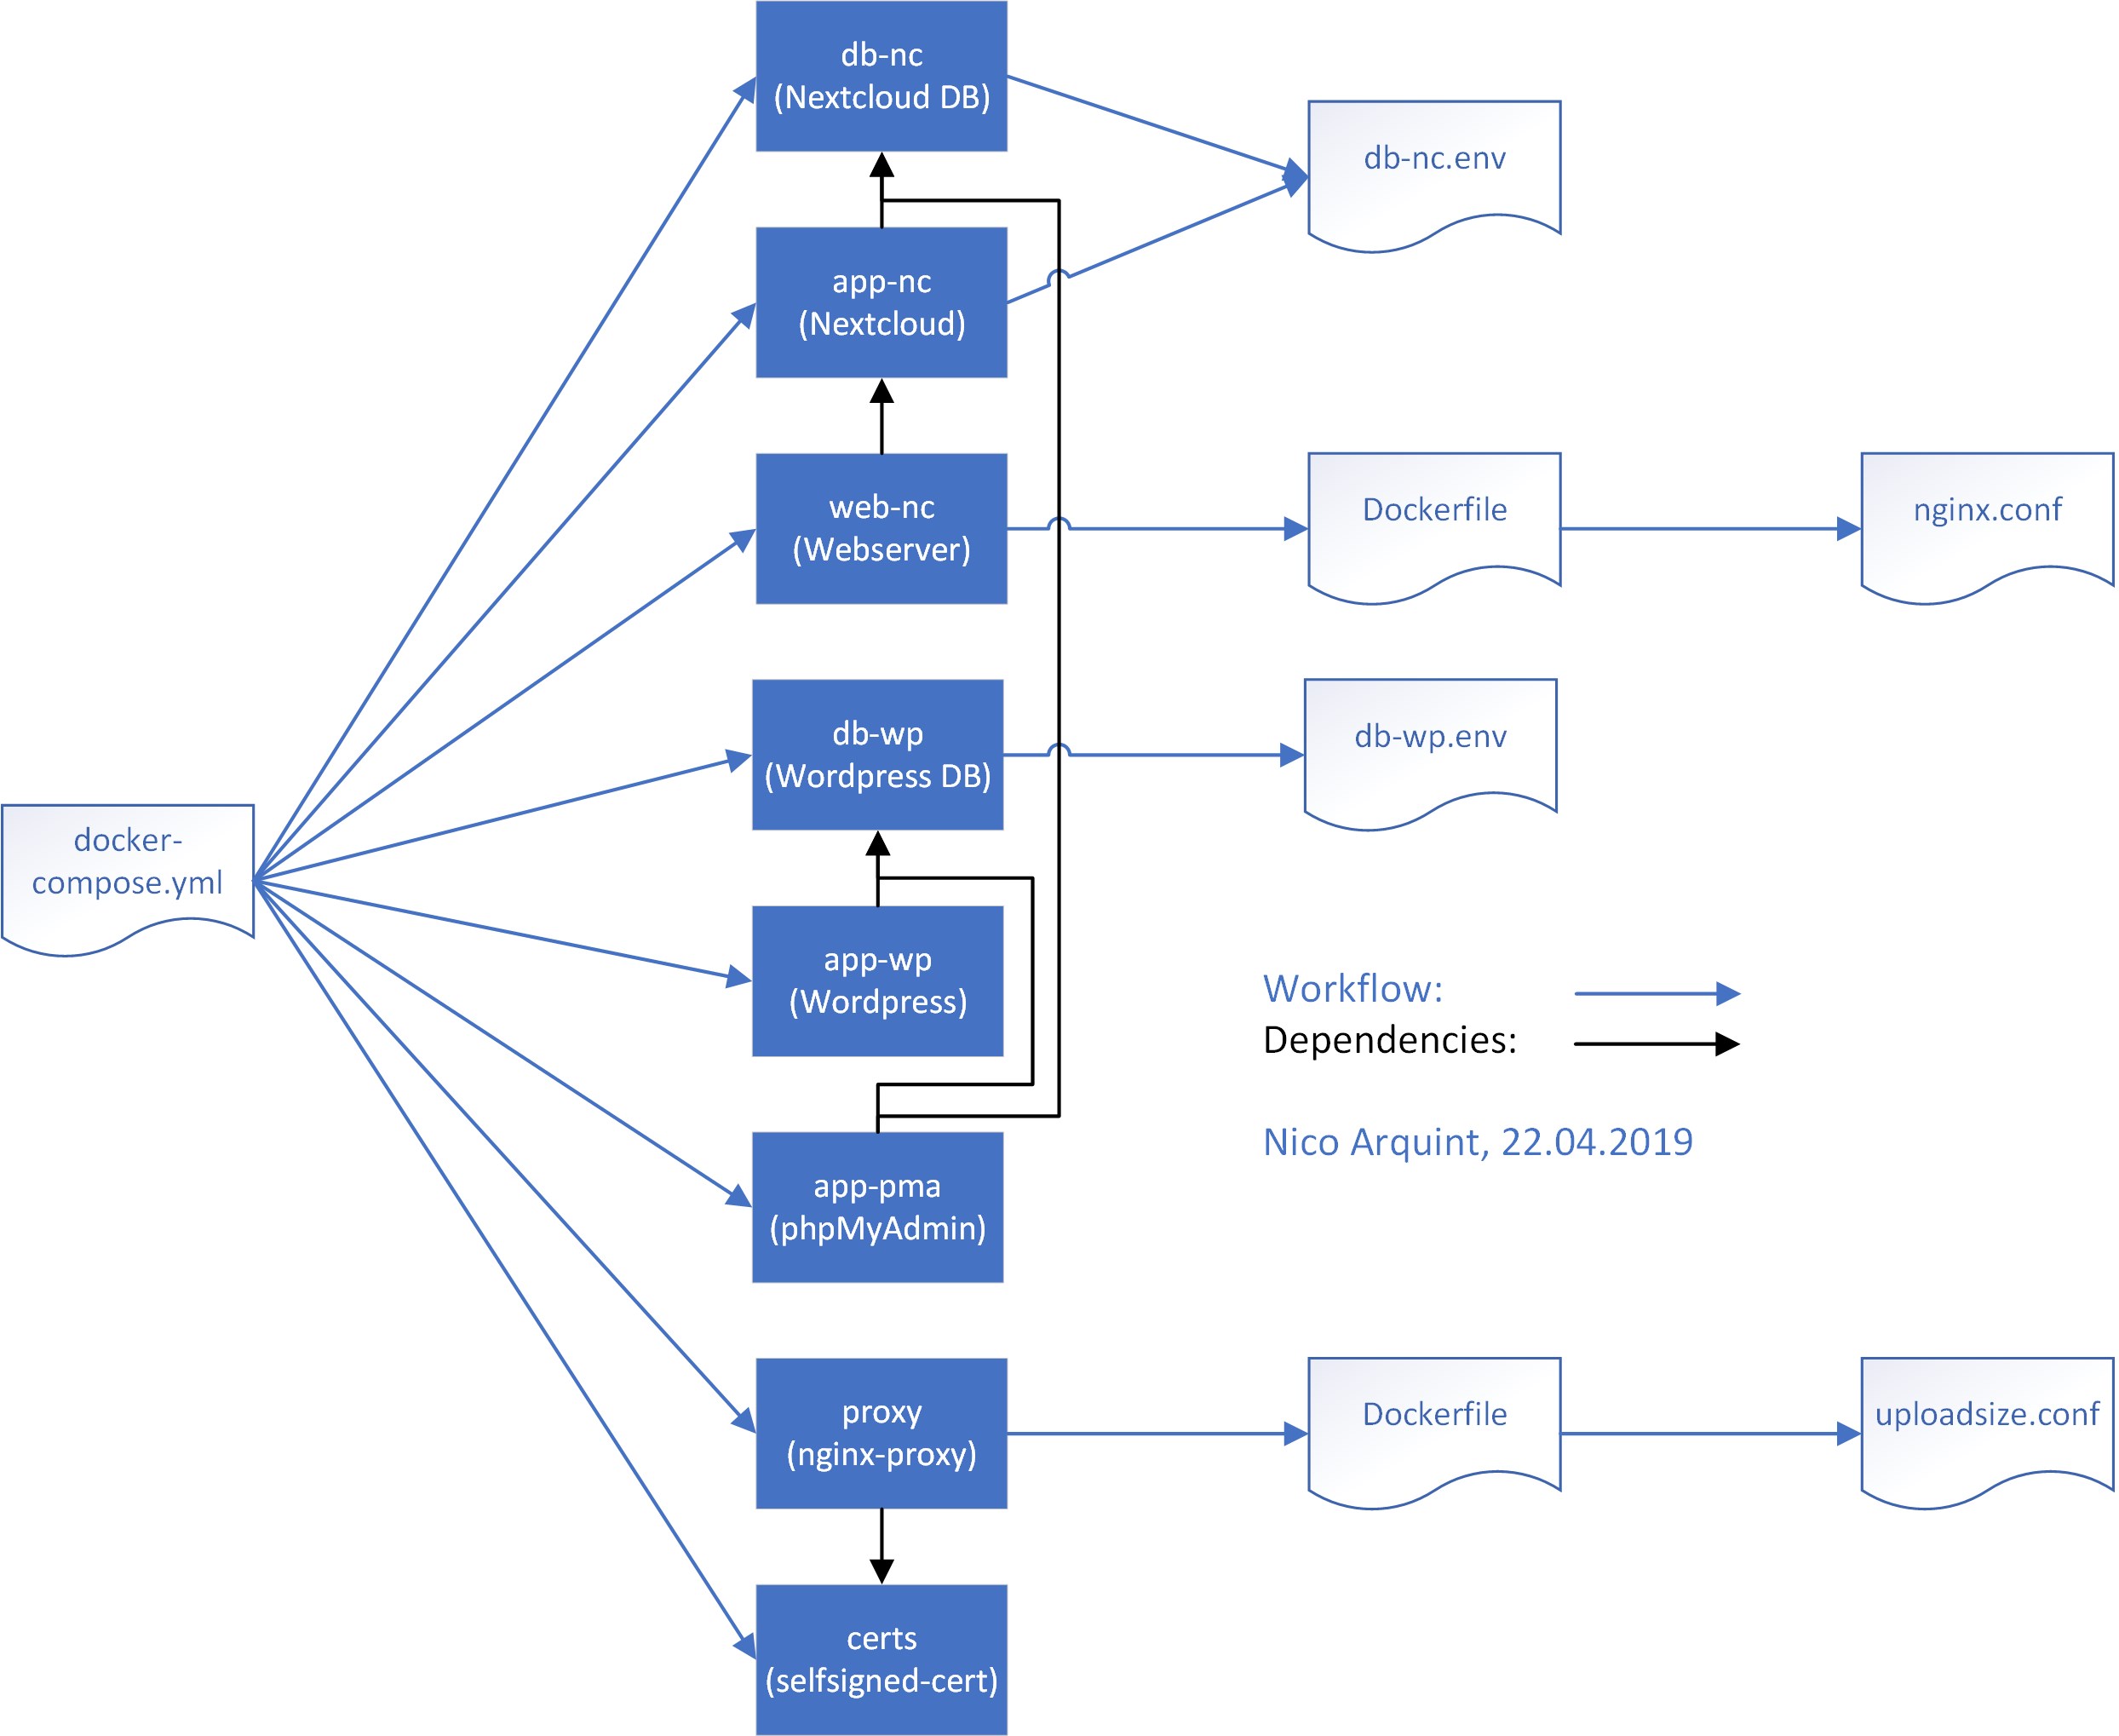 db-nc
(Nextcloud DB)
db-nc.env
app-nc
(Nextcloud)
web-nc
(Webserver)
Dockerfile
nginx.conf
db-wp
(Wordpress DB)
db-wp.env
docker-
compose.yml
app-wp
(Wordpress)
Workflow:
Dependencies:
Nico Arquint, 22.04.2019
app-pma
(phpMyAdmin)
proxy
(nginx-proxy)
Dockerfile
uploadsize.conf
certs
(selfsigned-cert)